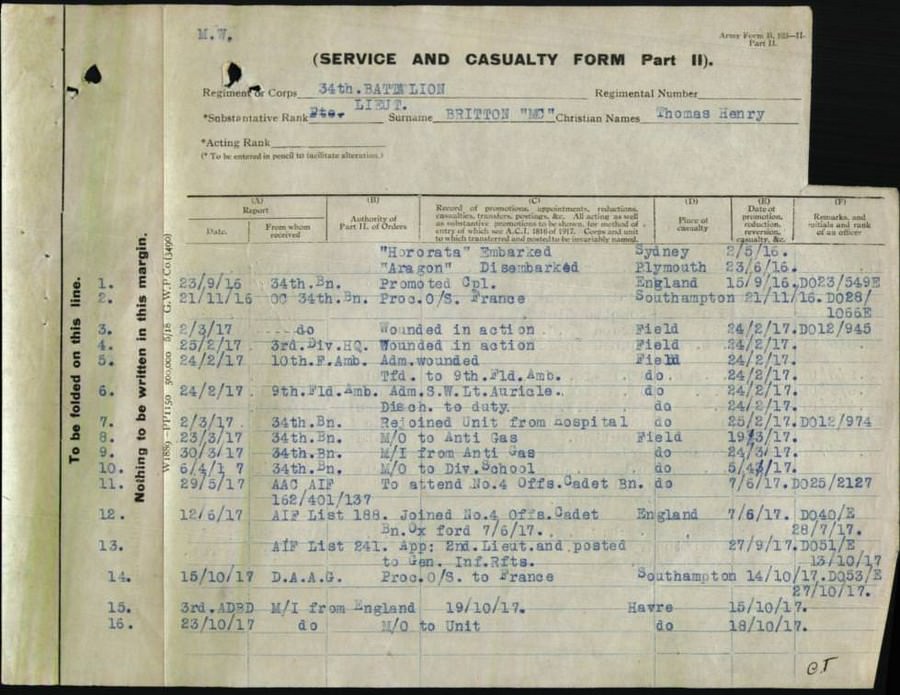 M.W.
Army Form B. 103—II.
Part II.
(SERVICE AND CASUALTY FORM Part II).
Regiment or Corps 34th.BATTALION Regimental Number
LIEUT.
*Substantive Rank Pte. Surname BRITTON "MC" Christian Names Thomas Henry
*Acting Rank
(* To be entered in pencil to facilitate alteration.)
(A) (B) (C) (D) (E) (F)
Report
Date. From whom received
Authority of Part II. of Orders
Record of promotions, appointments, reductions, casualties, transfers, postings, &c. All acting as well as substantive promotions to be shown, for method of entry of which see A.C.I. 1816 of 1917. Corps and unit to which transferred and posted to be invariably named.
Place of casualty
Date of promotion, reduction, reversion, casualty, &c.
Remarks, and initials and rank of an officer
"Hororata" Embarked Sydney 2/5/16.
"Aragon" Disembarked Plymouth 23/6/16.
1. 23/9/16 34th.Bn. Promoted Cpl. England 15/9/16.DO23/549E
2. 21/11/16 OC 34th.Bn. Proc.O/S. France Southampton 21/11/16. DO28/
1066E
3. 2/3/17 do Wounded in action Field 24/2/17.DO12/945
4. 25/2/17 3rd.Div.HQ. Wounded in action Field 24/2/17.
5. 24/2/17 10th.F.Amb. Adm.wounded Field 24/2/17.
Tfd. to 9th.Fld.Amb. do 24/2/17.
6. 24/2/17 9th.Fld.Amb. Adm.S.W.Lt.Auricle. do 24/2/17.
Disch. to duty. do 24/2/17.
7. 2/3/17 34th.Bn. Rejoined Unit from Hospital do 25/2/17.DO12/974
8. 23/3/17 34th.Bn. M/O to Anti Gas Field 19/3/17.
9. 30/3/17 34th.Bn. M/I from Anti Gas do 24/3/17.
10. 6/4/1 7 34th.Bn. M/O to Div.School do 5/4/17.
11. 29/5/17 AAC AIF To attend No.4 Offs.Cadet Bn. do 7/6/17.DO25/2127
162/401/137
12. 12/6/17 AIF List 188. Joined No.4 Offs.Cadet England 7/6/17. DO40/E
Bn.Ox ford 7/6/17. 28/7/17.
13. AIF List 241. App: 2nd.Lieut.and posted 27/9/17.DO51/E
to Gen. Inf.Rfts. 13/10/17
14. 15/10/17 D.A.A.G. Proc.O/S. to France Southampton 14/10/17.DO53/E
27/10/17.
15. 3rd.ADBD M/I from England 19/10/17. Havre 15/10/17.
16. 23/10/17 do M/O to Unit do 18/10/17.
To be folded on this line.
Nothing to be written in this margin.